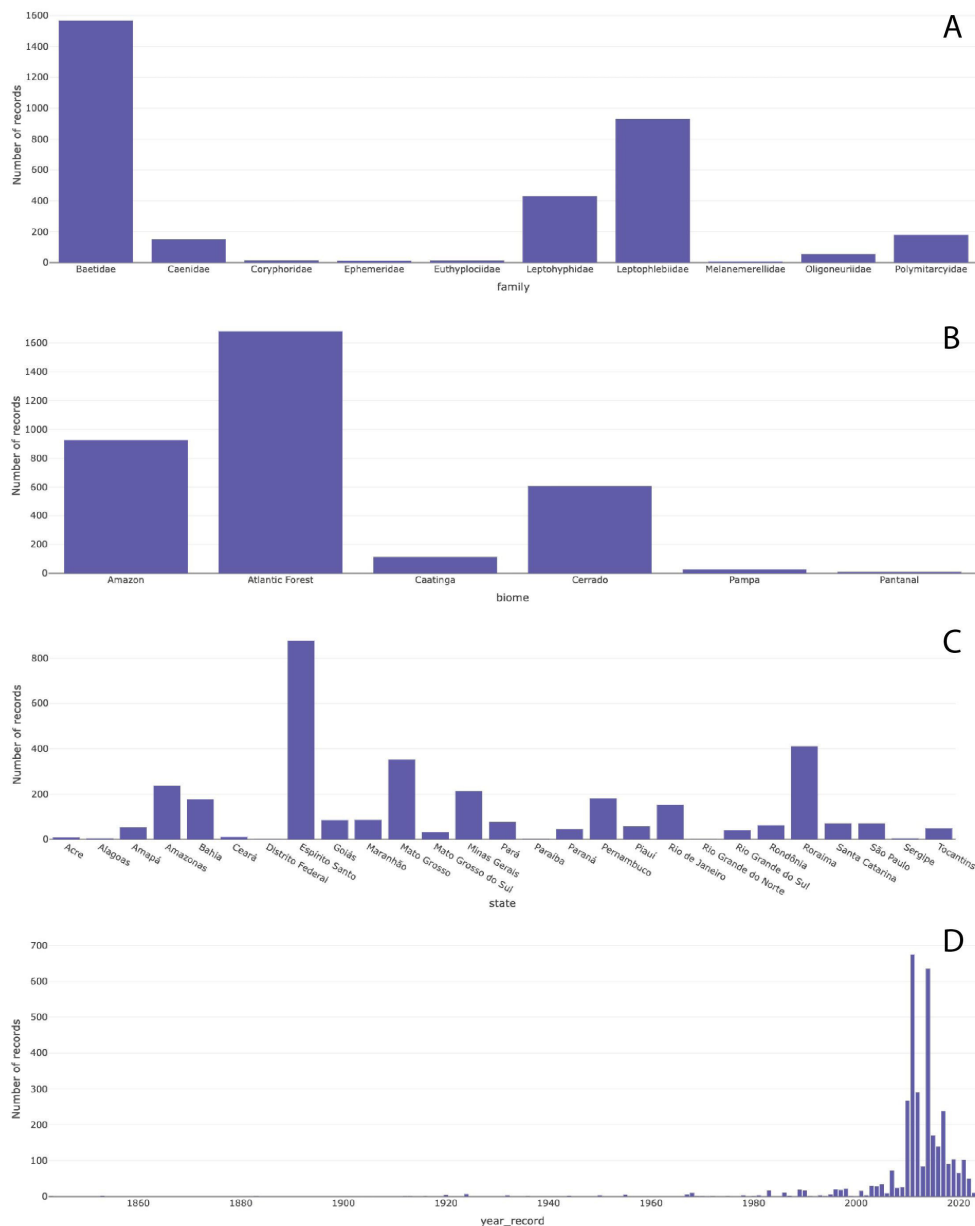 A
Number of records
1600
1400
1200
1000
800
600
400
200
0
Baetidae Caenidae Coryphoridae Ephemeridae Euthyplociidae Leptohyphidae Leptophlebiidae Melanemerellidae Oligoneuriidae Polymitarcyidae
family
B
Number of records
1600
1400
1200
1000
800
600
400
200
0
Amazon Atlantic Forest Caatinga Cerrado Pampa Pantanal
biome
C
Number of records
800
600
400
200
0
Acre Alagoas Amapá Amazonas Bahia Ceará Distrito Federal Espírito Santo Goiás Maranhão Mato Grosso Mato Grosso do Sul Minas Gerais Pará Paraiba Paraná Pernambuco Piauí Rio de Janeiro Rio Grande do Norte Rio Grande do Sul Rondônia Roraima Santa Catarina São Paulo Sergipe Tocantins
state
D
Number of records
700
600
500
400
300
200
100
0
1860 1880 1900 1920 1940 1960 1980 2000 2020
year_record